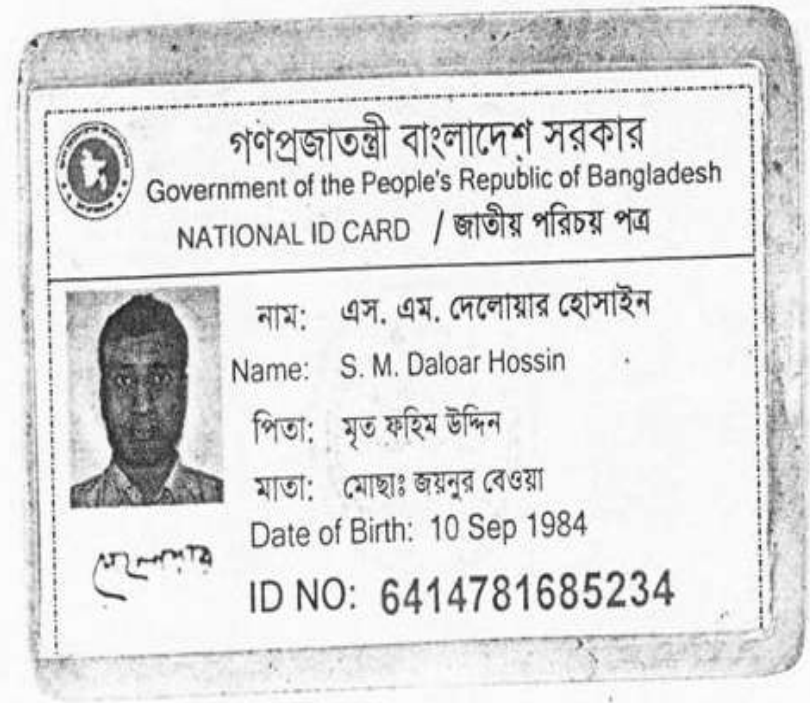 গণপ্রজাতন্ত্রী বাংলাদেশ সরকার
Government of the People's Republic of Bangladesh
NATIONAL ID CARD / জাতীয় পরিচয় পত্র
নাম: এস. এম. দেলোয়ার হোসাইন
Name: S. M. Daloar Hossin
পিতা: মৃত ফহিম উদ্দিন
মাতা: মোছাঃ জয়নুর বেওয়া
Date of Birth: 10 Sep 1984
ID NO: 6414781685234